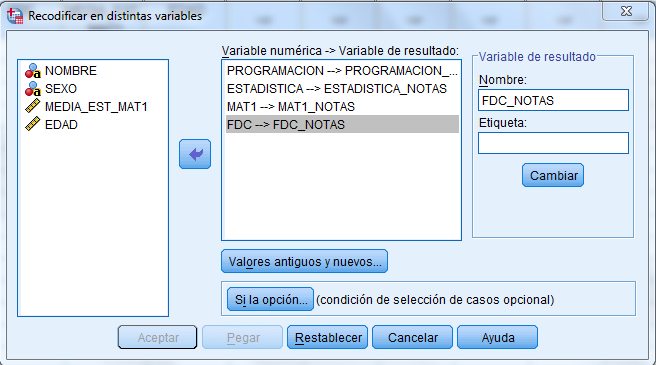 Recodificar en distintas variables
NOMBRE
SEXO
MEDIA_EST_MAT1
EDAD
Variable numérica -> Variable de resultado:
PROGRAMACION --> PROGRAMACION_...
ESTADISTICA --> ESTADISTICA_NOTAS
MAT1 --> MAT1_NOTAS
FDC --> FDC_NOTAS
Variable de resultado
Nombre:
FDC_NOTAS
Etiqueta:
Cambiar
Valores antiguos y nuevos...
Si la opción... (condición de selección de casos opcional)
Aceptar Pegar Restablecer Cancelar Ayuda